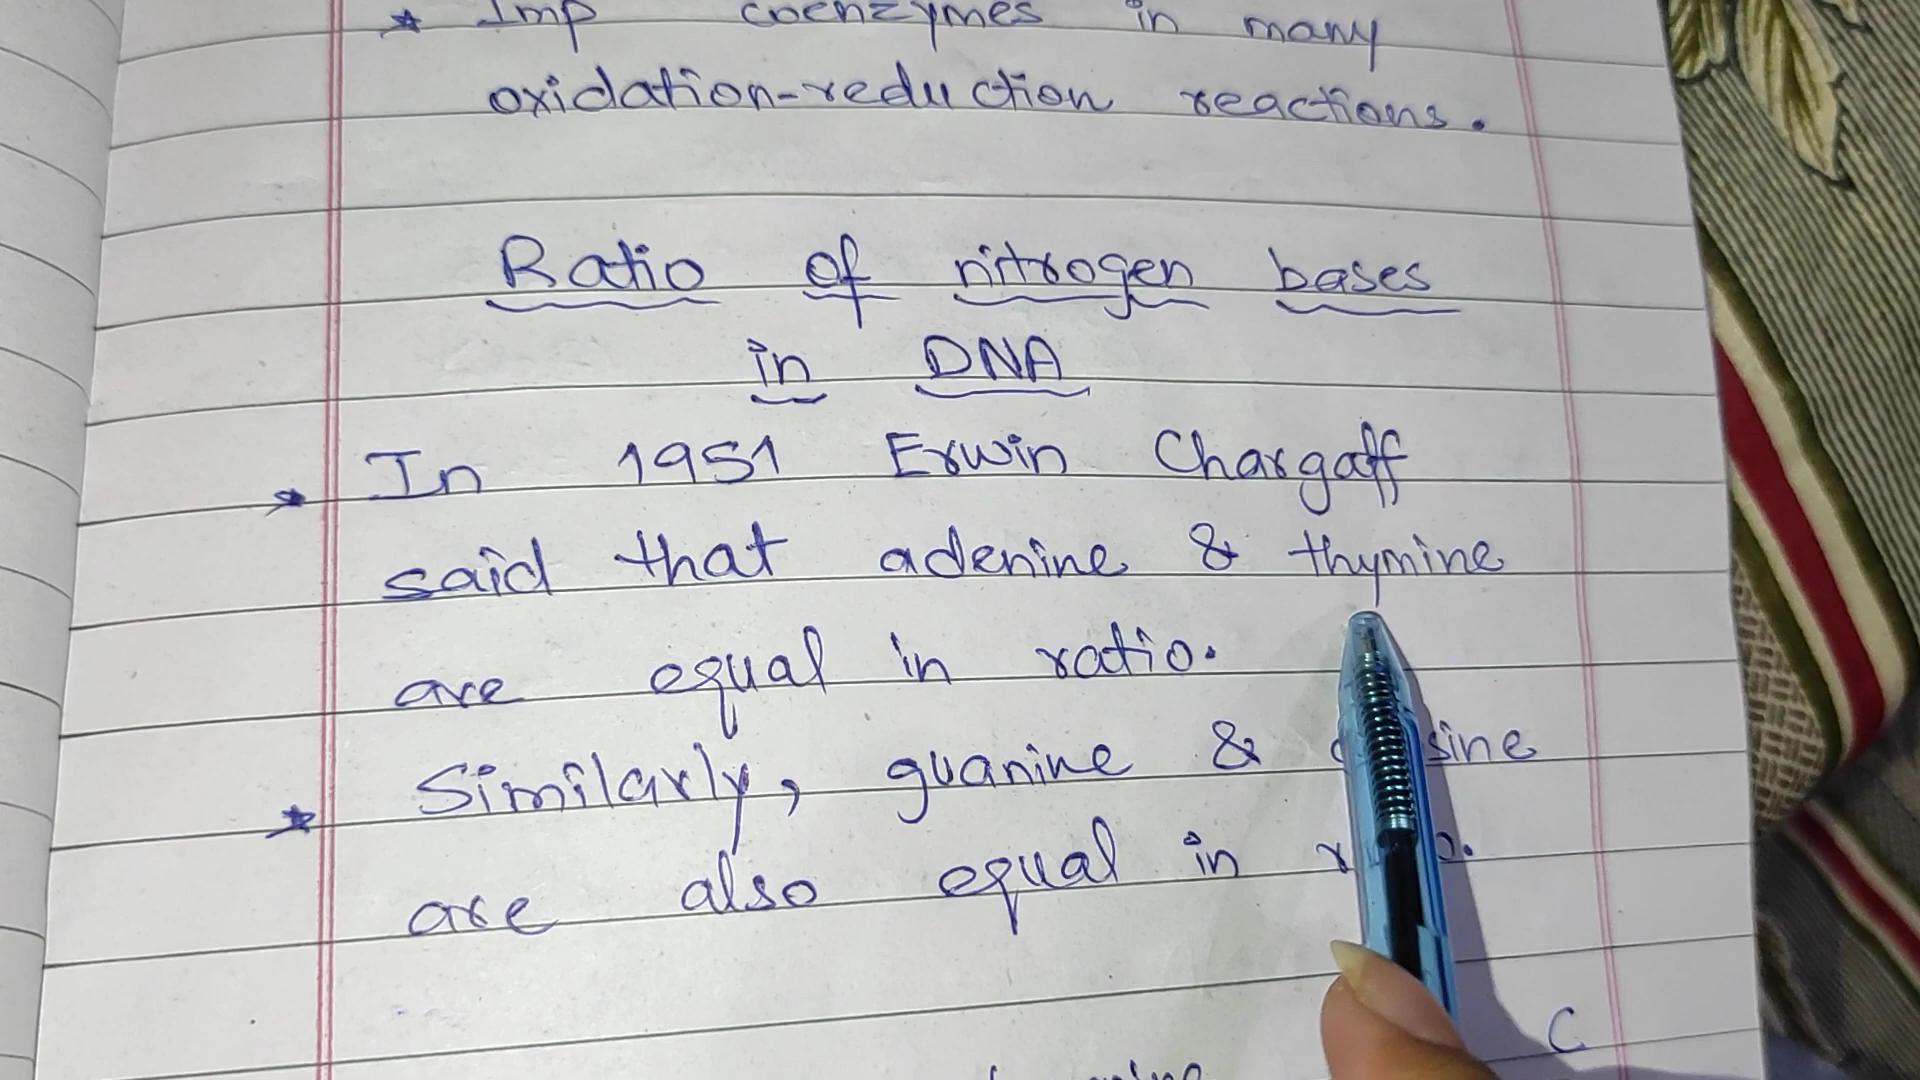 * Imp coenzymes in many
oxidation-reduction reactions.
Ratio of nitrogen bases
in DNA
* In 1951 Erwin Chargaff
said that adenine & thymine
are equal in ratio.
* Similarly, guanine &
are also equal in
C